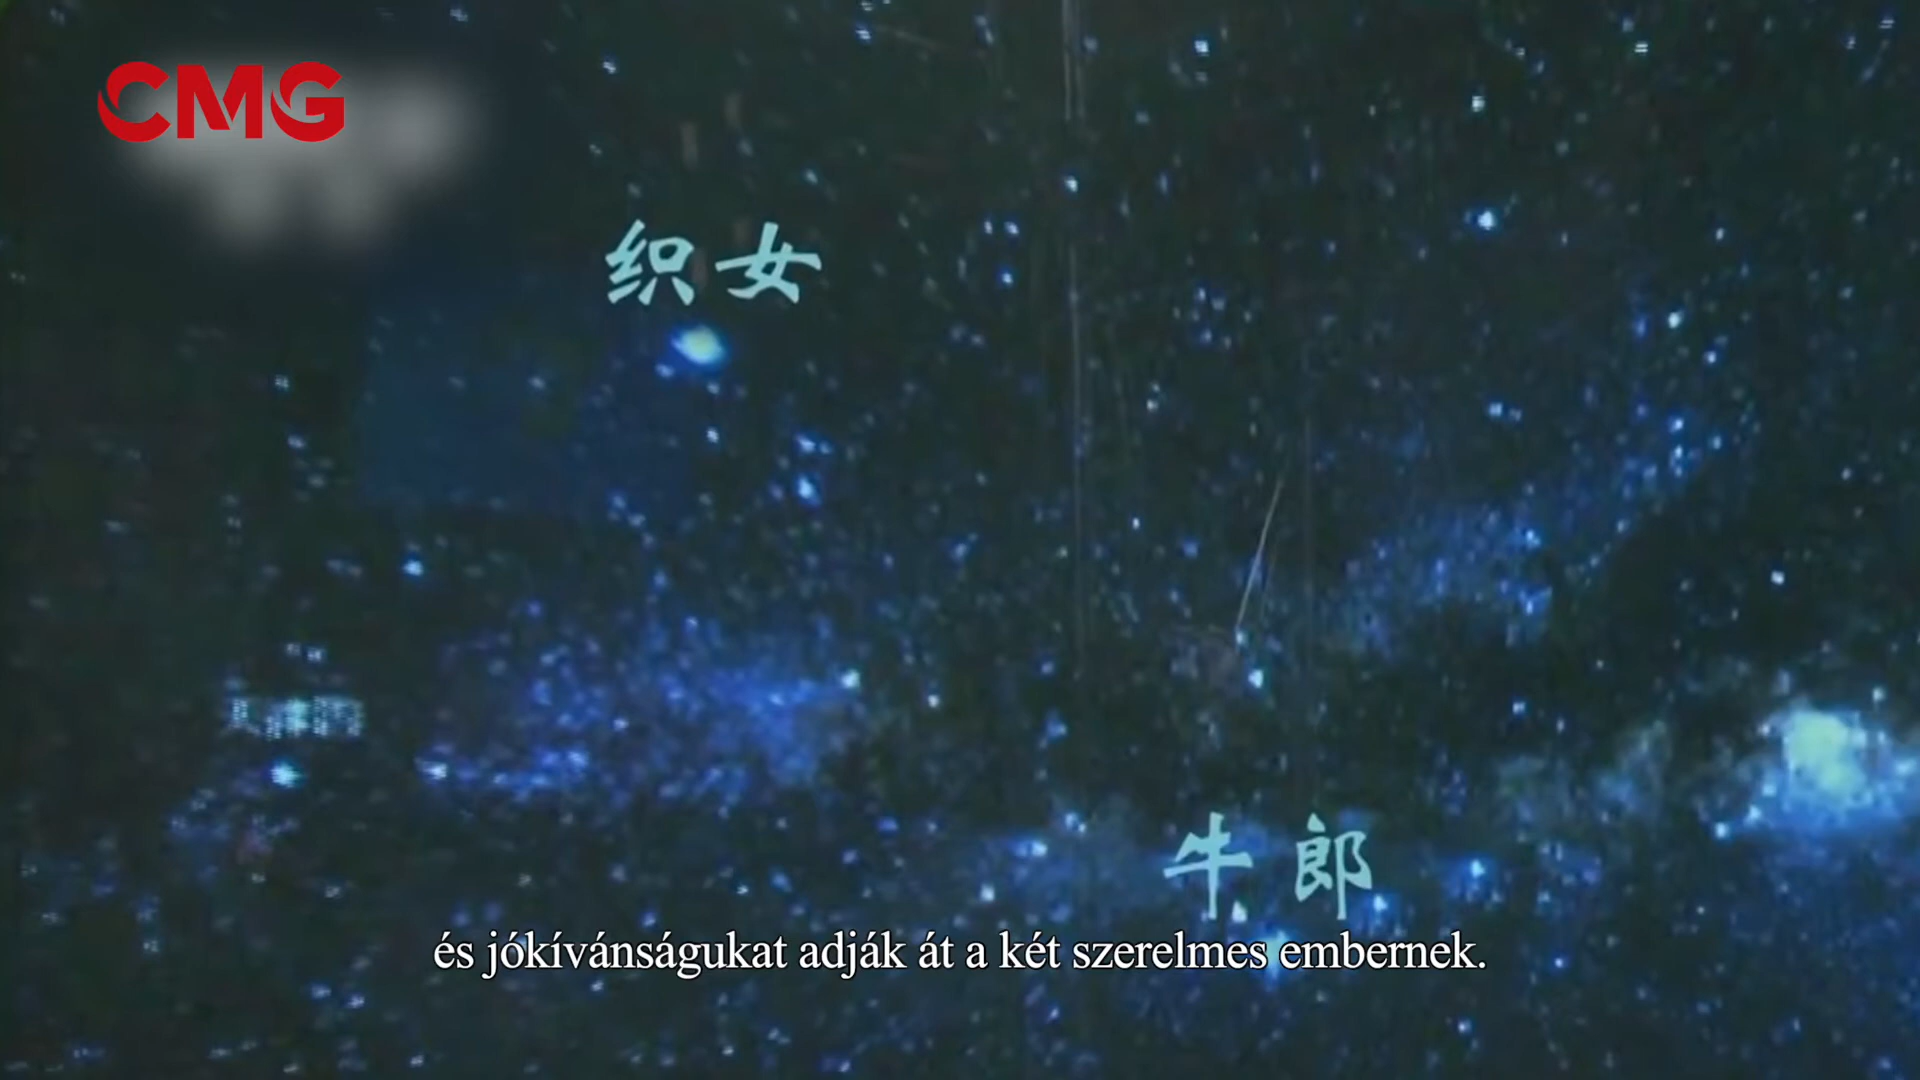 CMG
织女
牛郎
és jókívánságukat adják át a két szerelmes embernek.